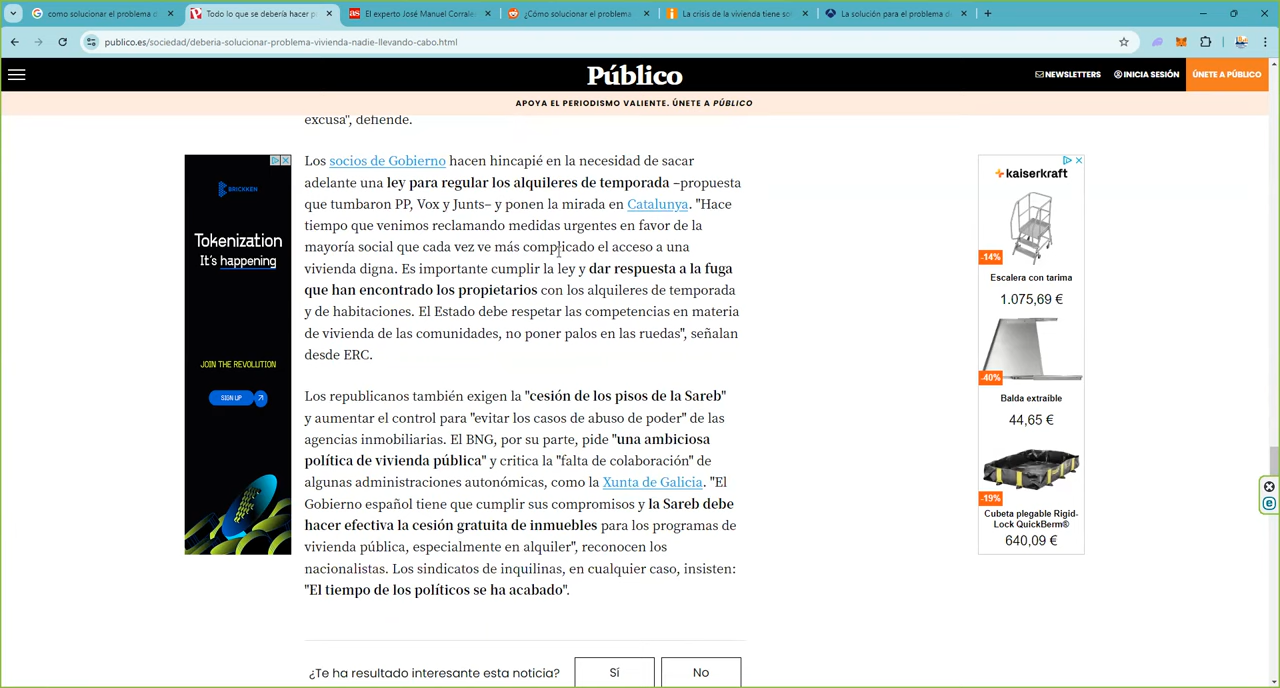 como solucionar el problema d
Todo lo que se debería hacer p
El experto José Manuel Corrale
¿Cómo solucionar el problema
La crisis de la vivienda tiene so
La solución para el problema d
publico.es/sociedad/deberia-solucionar-problema-vivienda-nadie-llevando-cabo.html
Público
NEWSLETTERS
INICIA SESIÓN
ÚNETE A PÚBLICO
APOYA EL PERIODISMO VALIENTE. ÚNETE A PÚBLICO
excusa", defiende.
Los socios de Gobierno hacen hincapié en la necesidad de sacar
adelante una ley para regular los alquileres de temporada –propuesta
que tumbaron PP, Vox y Junts– y ponen la mirada en Catalunya. "Hace
tiempo que venimos reclamando medidas urgentes en favor de la
mayoría social que cada vez ve más complicado el acceso a una
vivienda digna. Es importante cumplir la ley y dar respuesta a la fuga
que han encontrado los propietarios con los alquileres de temporada
y de habitaciones. El Estado debe respetar las competencias en materia
de vivienda de las comunidades, no poner palos en las ruedas", señalan
desde ERC.
Los republicanos también exigen la "cesión de los pisos de la Sareb"
y aumentar el control para "evitar los casos de abuso de poder" de las
agencias inmobiliarias. El BNG, por su parte, pide "una ambiciosa
política de vivienda pública" y critica la "falta de colaboración" de
algunas administraciones autonómicas, como la Xunta de Galicia. "El
Gobierno español tiene que cumplir sus compromisos y la Sareb debe
hacer efectiva la cesión gratuita de inmuebles para los programas de
vivienda pública, especialmente en alquiler", reconocen los
nacionalistas. Los sindicatos de inquilinas, en cualquier caso, insisten:
"El tiempo de los políticos se ha acabado".
¿Te ha resultado interesante esta noticia?
Sí
No
BRICKKEN
Tokenization
It's happening
JOIN THE REVOLUTION
SIGN UP
kaiserkraft
-14%
Escalera con tarima
1.075,69 €
-40%
Balda extraíble
44,65 €
-19%
Cubeta plegable Rigid-
Lock QuickBerm®
640,09 €